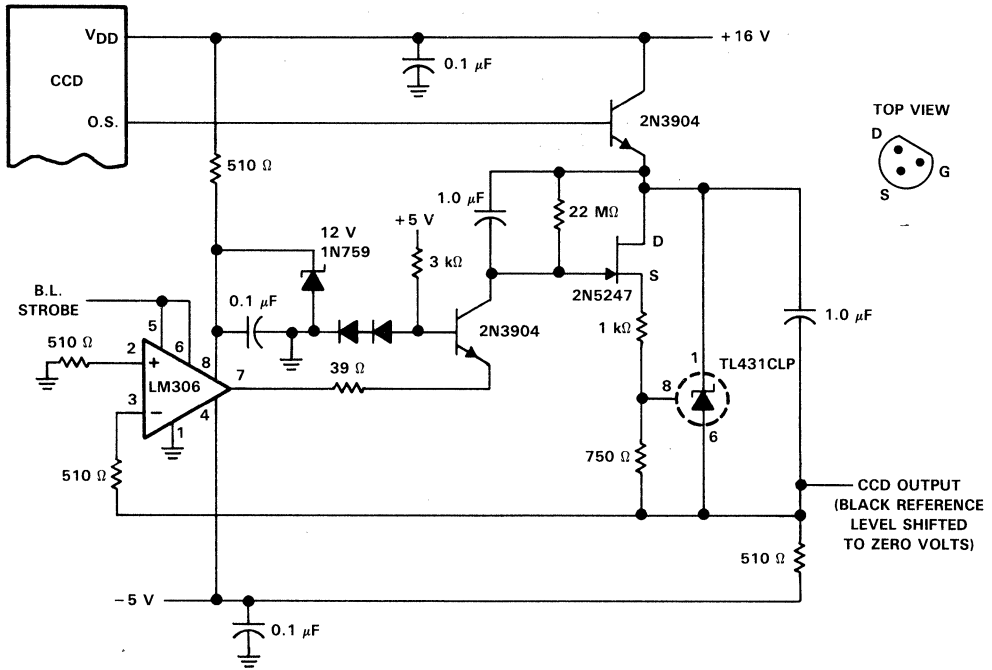 VDD
+16 V
CCD
0.1 µF
TOP VIEW
O.S.
2N3904
D
G
S
510 Ω
1.0 µF
22 MΩ
+5 V
12 V
1N759
3 kΩ
D
S
2N5247
B.L.
STROBE
0.1 µF
2N3904
1 kΩ
1.0 µF
5
6
510 Ω
2
+
8
7
39 Ω
1
TL431CLP
LM306
8
3
−
4
1
6
510 Ω
750 Ω
CCD OUTPUT
(BLACK REFERENCE
LEVEL SHIFTED
TO ZERO VOLTS)
510 Ω
−5 V
0.1 µF